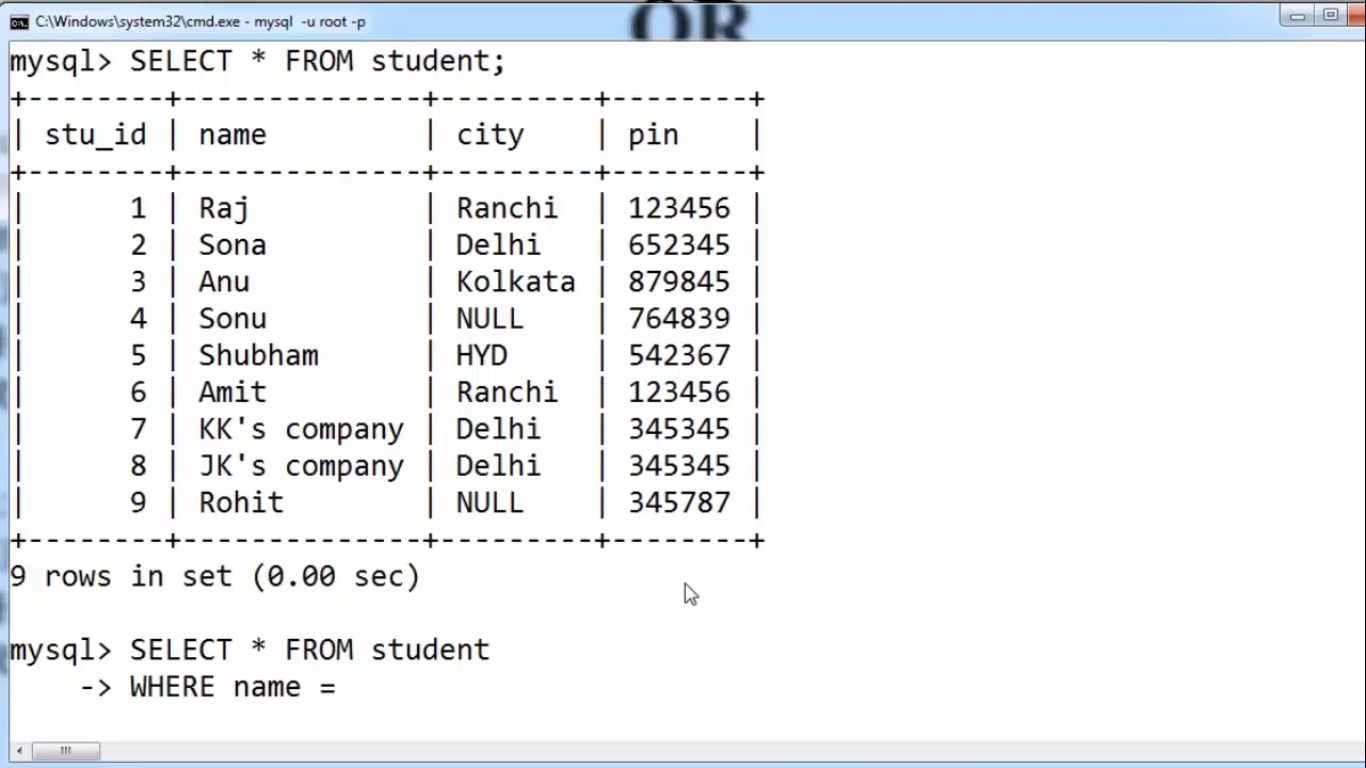 OR
C:\Windows\system32\cmd.exe - mysql -u root -p
mysql> SELECT * FROM student;
+--------+--------------+---------+--------+
| stu_id | name         | city    | pin    |
+--------+--------------+---------+--------+
|      1 | Raj          | Ranchi  | 123456 |
|      2 | Sona         | Delhi   | 652345 |
|      3 | Anu          | Kolkata | 879845 |
|      4 | Sonu         | NULL    | 764839 |
|      5 | Shubham      | HYD     | 542367 |
|      6 | Amit         | Ranchi  | 123456 |
|      7 | KK's company | Delhi   | 345345 |
|      8 | JK's company | Delhi   | 345345 |
|      9 | Rohit        | NULL    | 345787 |
+--------+--------------+---------+--------+
9 rows in set (0.00 sec)
mysql> SELECT * FROM student
    -> WHERE name =